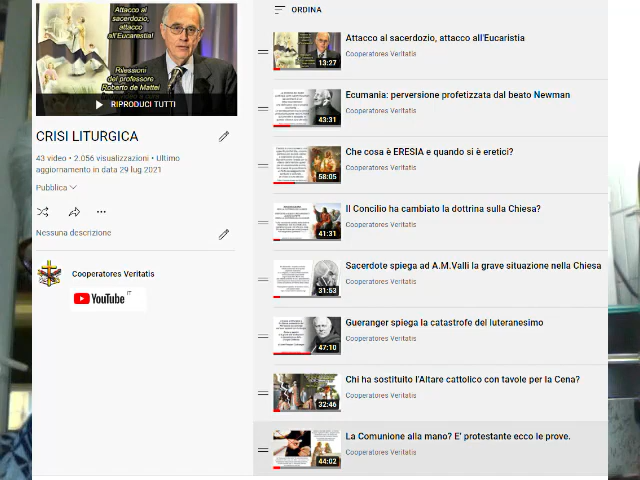 Attacco al
sacerdozio,
attacco
all'Eucarestia!
Riflessioni
del professore
Roberto de Mattei
RIPRODUCI TUTTI
CRISI LITURGICA
43 video • 2.056 visualizzazioni • Ultimo
aggiornamento in data 29 lug 2021
Pubblica
Nessuna descrizione
Cooperatores Veritatis
YouTube IT
ORDINA
13:27
Attacco al sacerdozio, attacco all'Eucaristia
Cooperatores Veritatis
43:31
Ecumania: perversione profetizzata dal beato Newman
Cooperatores Veritatis
58:05
Che cosa è ERESIA e quando si è eretici?
Cooperatores Veritatis
41:31
Il Concilio ha cambiato la dottrina sulla Chiesa?
Cooperatores Veritatis
31:53
Sacerdote spiega ad A.M.Valli la grave situazione nella Chiesa
Cooperatores Veritatis
47:10
Gueranger spiega la catastrofe del luteranesimo
Cooperatores Veritatis
32:46
Chi ha sostituito l'Altare cattolico con tavole per la Cena?
Cooperatores Veritatis
44:02
La Comunione alla mano? E' protestante ecco le prove.
Cooperatores Veritatis